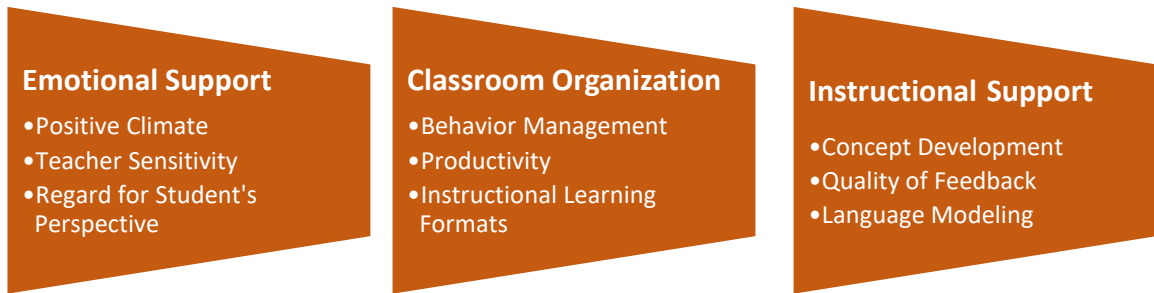 Emotional Support
•Positive Climate
•Teacher Sensitivity
•Regard for Student's
Perspective
Classroom Organization
•Behavior Management
•Productivity
•Instructional Learning
Formats
Instructional Support
•Concept Development
•Quality of Feedback
•Language Modeling